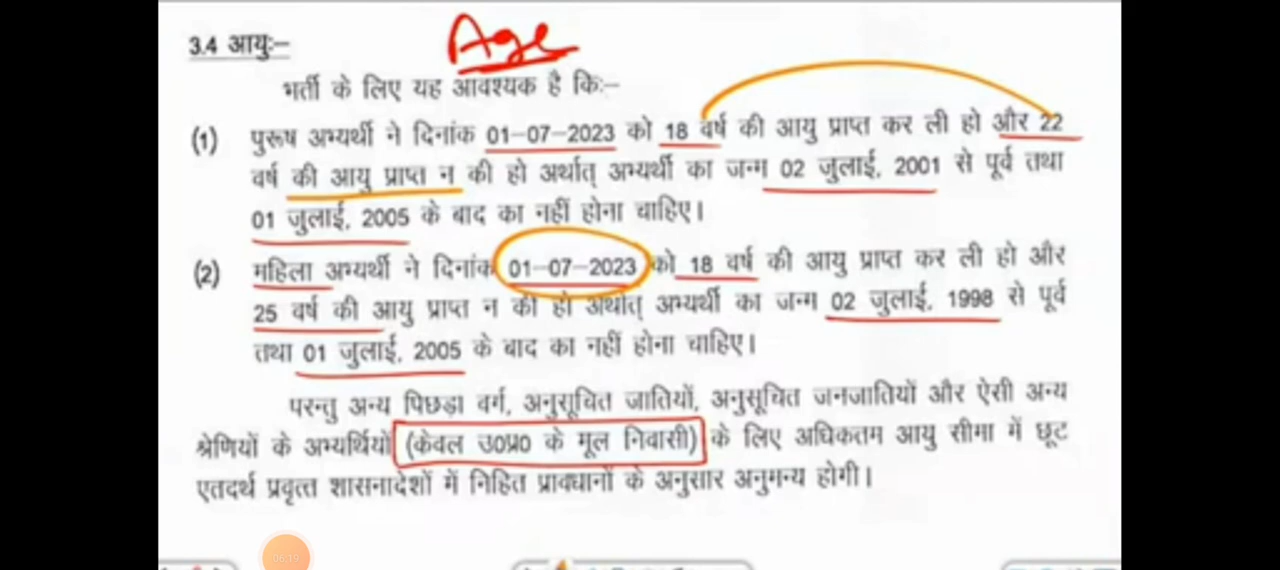 3.4 आयुः–
Age
भर्ती के लिए यह आवश्यक है किः–
(1) पुरूष अभ्यर्थी ने दिनांक 01-07-2023 को 18 वर्ष की आयु प्राप्त कर ली हो और 22
वर्ष की आयु प्राप्त न की हो अर्थात् अभ्यर्थी का जन्म 02 जुलाई, 2001 से पूर्व तथा
01 जुलाई, 2005 के बाद का नहीं होना चाहिए।
(2) महिला अभ्यर्थी ने दिनांक 01-07-2023 को 18 वर्ष की आयु प्राप्त कर ली हो और
25 वर्ष की आयु प्राप्त न की हो अर्थात् अभ्यर्थी का जन्म 02 जुलाई, 1998 से पूर्व
तथा 01 जुलाई, 2005 के बाद का नहीं होना चाहिए।
परन्तु अन्य पिछड़ा वर्ग, अनुसूचित जातियों, अनुसूचित जनजातियों और ऐसी अन्य
श्रेणियों के अभ्यर्थियों (केवल उ0प्र0 के मूल निवासी) के लिए अधिकतम आयु सीमा में छूट
एतदर्थ प्रवृत्त शासनादेशों में निहित प्रावधानों के अनुसार अनुमन्य होगी।
06:19